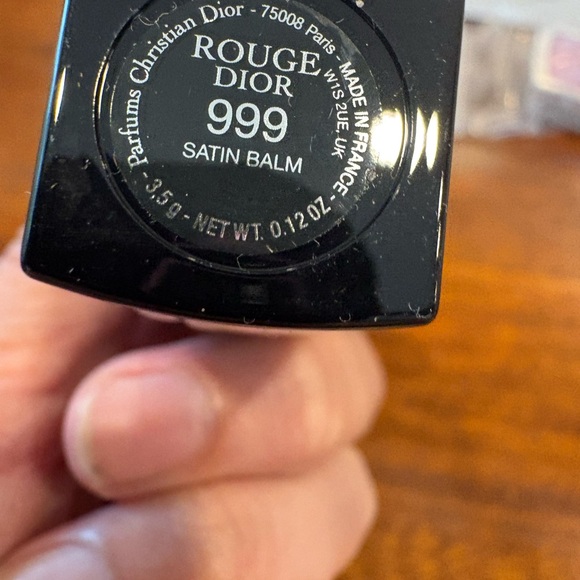 Parfums Christian Dior - 75008 Paris - MADE IN FRANCE - 3,5 g - NET WT. 0.12 OZ -
W1S 2UE, UK
ROUGE
DIOR
999
SATIN BALM